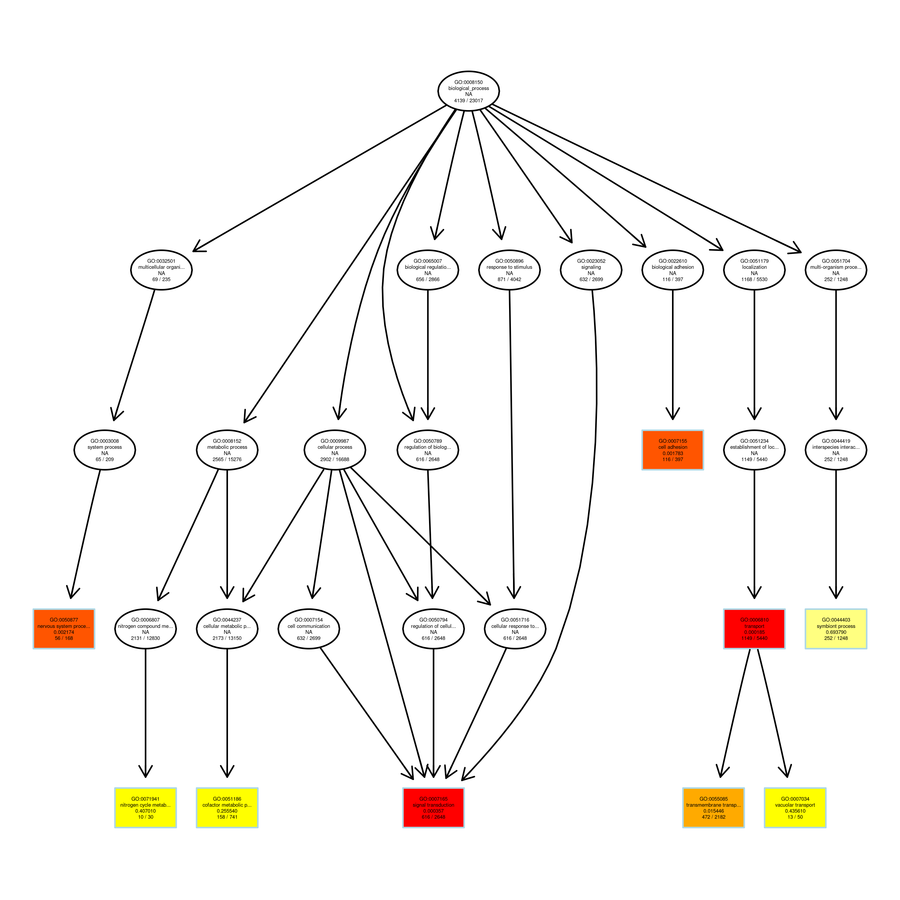 GO:0008150
biological_process
NA
4139 / 23017
GO:0032501
multicellular organi...
NA
69 / 235
GO:0065007
biological regulatio...
NA
656 / 2866
GO:0050896
response to stimulus
NA
871 / 4042
GO:0023052
signaling
NA
632 / 2699
GO:0022610
biological adhesion
NA
116 / 397
GO:0051179
localization
NA
1168 / 5530
GO:0051704
multi-organism proce...
NA
252 / 1248
GO:0003008
system process
NA
65 / 209
GO:0008152
metabolic process
NA
2565 / 15276
GO:0009987
cellular process
NA
2902 / 16688
GO:0050789
regulation of biolog...
NA
616 / 2648
GO:0007155
cell adhesion
0.001783
116 / 397
GO:0051234
establishment of loc...
NA
1149 / 5440
GO:0044419
interspecies interac...
NA
252 / 1248
GO:0050877
nervous system proce...
0.002174
56 / 188
GO:0006807
nitrogen compound me...
NA
2131 / 12830
GO:0044237
cellular metabolic p...
NA
2173 / 13150
GO:0007154
cell communication
NA
632 / 2699
GO:0050794
regulation of cellul...
NA
616 / 2648
GO:0051716
cellular response to...
NA
616 / 2648
GO:0006810
transport
1149 / 5440
GO:0044403
symbiont process
0.693790
252 / 1248
GO:0071941
nitrogen cycle metab...
0.407010
10 / 30
GO:0051186
cofactor metabolic p...
0.255540
158 / 741
GO:0007165
signal transduction
616 / 2648
GO:0055085
transmembrane transp...
0.015446
472 / 2182
GO:0007034
vacuolar transport
0.435610
13 / 50